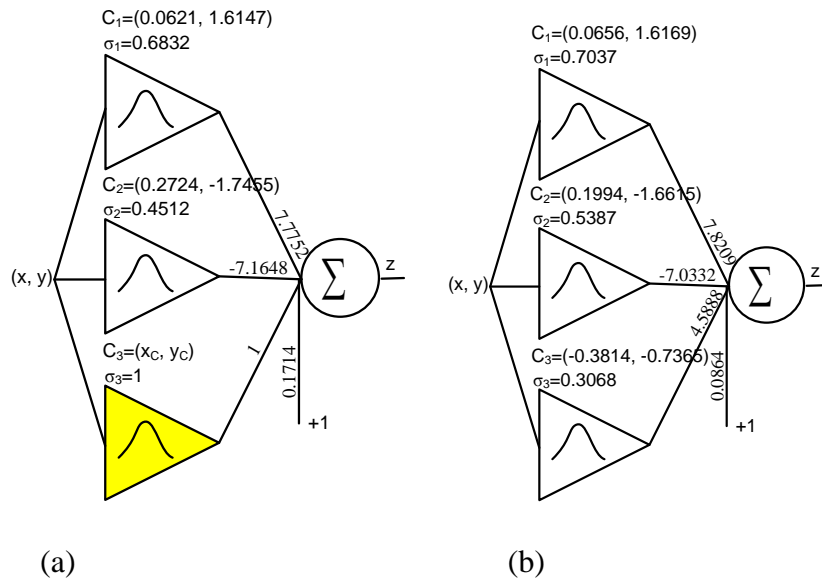 C₁=(0.0621, 1.6147)
σ₁=0.6832
C₂=(0.2724, -1.7455)
σ₂=0.4512
7.7752
(x, y)
-7.1648
Σ
z
C₃=(x_C, y_C)
σ₃=1
1
0.1714
+1
(a)
C₁=(0.0656, 1.6169)
σ₁=0.7037
C₂=(0.1994, -1.6615)
σ₂=0.5387
7.8209
(x, y)
-7.0332
Σ
z
4.5888
C₃=(-0.3814, -0.7365)
σ₃=0.3068
0.0864
+1
(b)